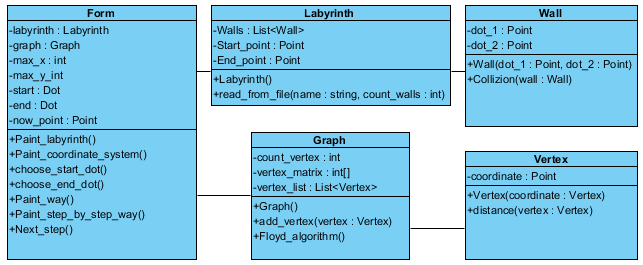 Form
-labyrinth : Labyrinth
-graph : Graph
-max_x : int
-max_y_int
-start : Dot
-end : Dot
-now_point : Point
+Paint_labyrinth()
+Paint_coordinate_system()
+choose_start_dot()
+choose_end_dot()
+Paint_way()
+Paint_step_by_step_way()
+Next_step()
Labyrinth
-Walls : List<Wall>
-Start_point : Point
-End_point : Point
+Labyrinth()
+read_from_file(name : string, count_walls : int)
Wall
-dot_1 : Point
-dot_2 : Point
+Wall(dot_1 : Point, dot_2 : Point)
+Collizion(wall : Wall)
Graph
-count_vertex : int
-vertex_matrix : int[]
-vertex_list : List<Vertex>
+Graph()
+add_vertex(vertex : Vertex)
+Floyd_algorithm()
Vertex
-coordinate : Point
+Vertex(coordinate : Vertex)
+distance(vertex : Vertex)